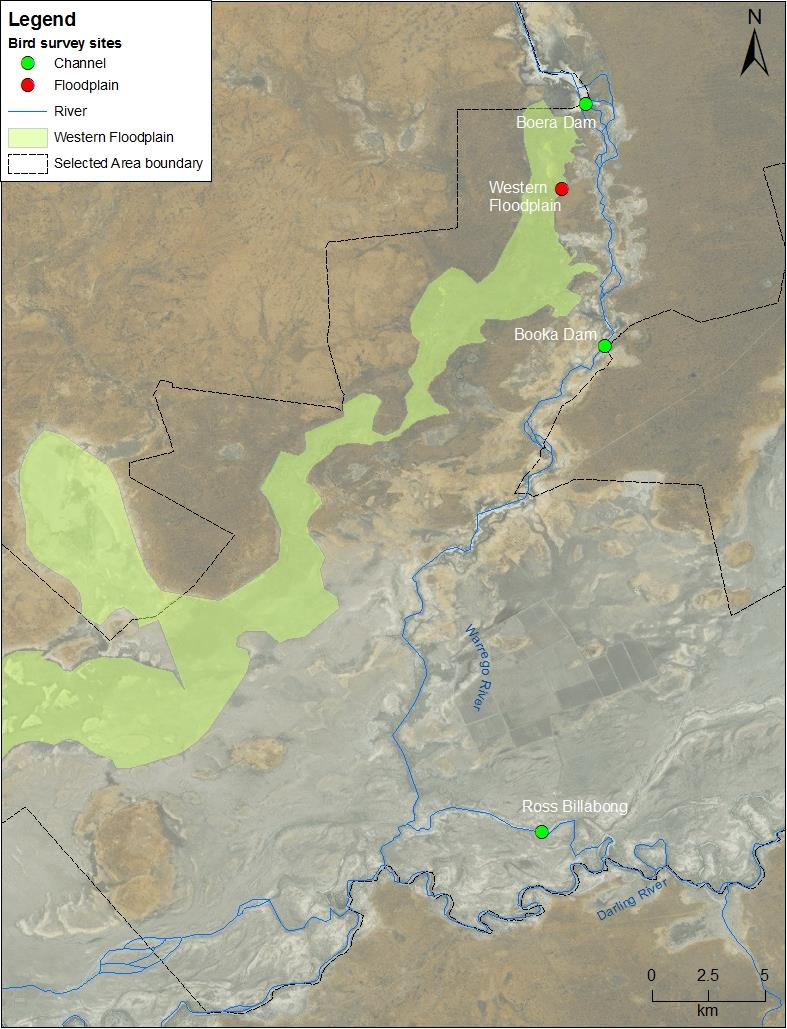 Legend
Bird survey sites
Channel
Floodplain
River
Western Floodplain
Selected Area boundary
N
Boera Dam
Western
Floodplain
Booka Dam
Warrego River
Ross Billabong
Darling River
0 2.5 5
km